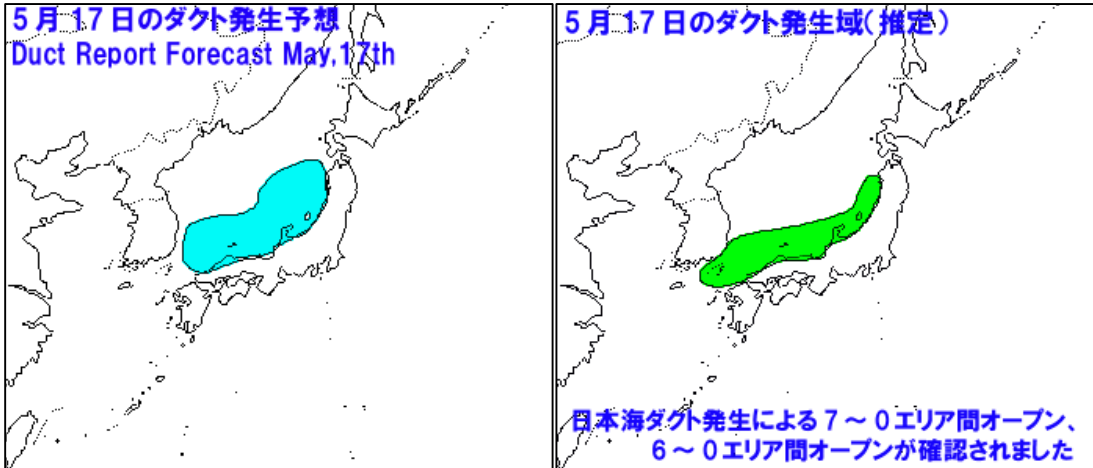 ５月１７日のダクト発生予想
Duct Report Forecast May,17th
５月１７日のダクト発生域（推定）
日本海ダクト発生による７～０エリア間オープン、
６～０エリア間オープンが確認されました